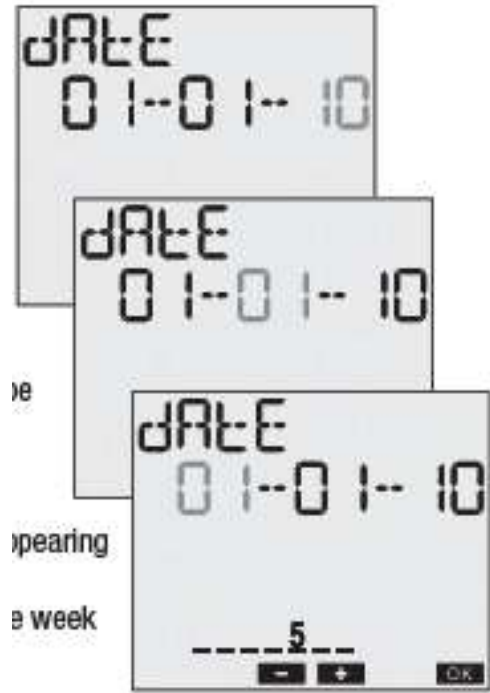 dAtE
01--01-- 10
dAtE
01--01-- 10
be
dAtE
01--01-- 10
ppearing
e week
5
- +
OK